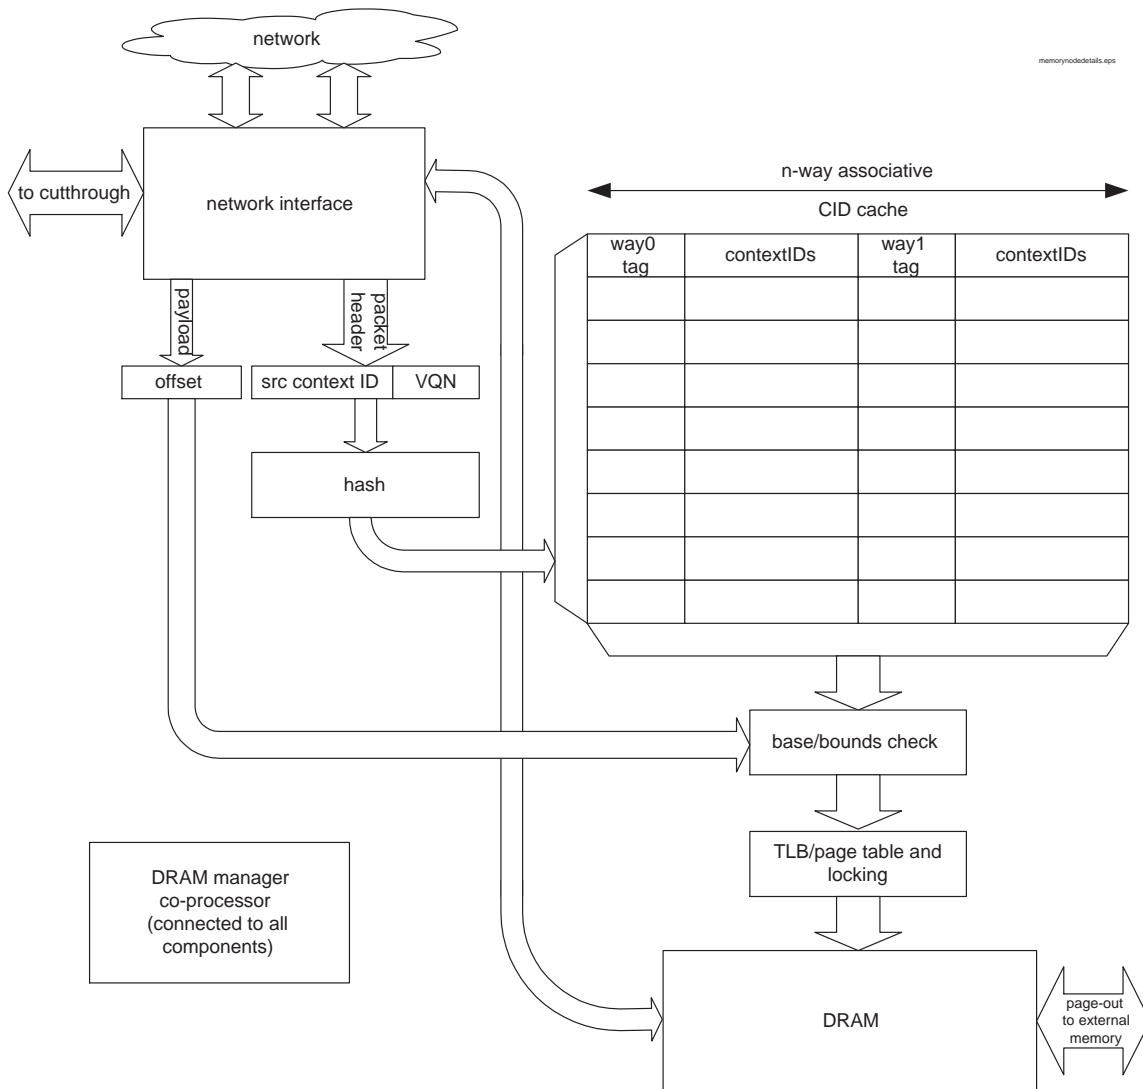 network
memorynodedetails.eps
to cutthrough
network interface
n-way associative
CID cache
way0
tag
contextIDs
way1
tag
contextIDs
payload
packet
header
offset
src context ID
VQN
hash
base/bounds check
TLB/page table and
locking
DRAM manager
co-processor
(connected to all
components)
DRAM
page-out
to external
memory